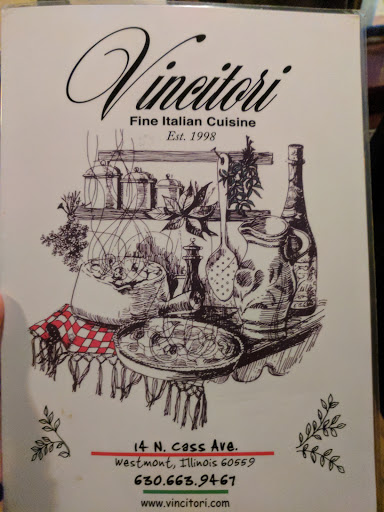 Vincitori
Fine Italian Cuisine
Est. 1998
14 N. Cass Ave.
Westmont, Illinois 60559
630.663.9467
www.vincitori.com